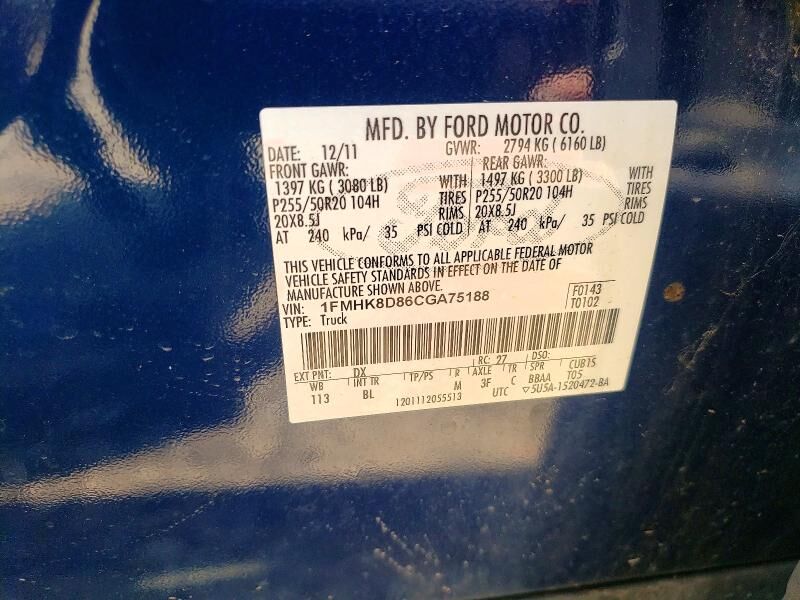 MFD. BY FORD MOTOR CO.
DATE: 12/11 GVWR: 2794 KG ( 6160 LB)
FRONT GAWR: REAR GAWR:
1397 KG ( 3080 LB) WITH 1497 KG ( 3300 LB) WITH
P255/50R20 104H TIRES P255/50R20 104H TIRES
20X8.5J RIMS 20X8.5J RIMS
AT 240 kPa/ 35 PSI COLD AT 240 kPa/ 35 PSI COLD
THIS VEHICLE CONFORMS TO ALL APPLICABLE FEDERAL MOTOR
VEHICLE SAFETY STANDARDS IN EFFECT ON THE DATE OF
MANUFACTURE SHOWN ABOVE.
VIN: 1FMHK8D86CGA75188 F0143
TYPE: Truck T0102
EXT PNT: DX RC: 27 DSO:
WB INT TR TP/PS R AXLE TR SPR CUB1S
113 BL M 3F C BBAA T05
1201112055513 UTC ▽5U5A-1520472-BA